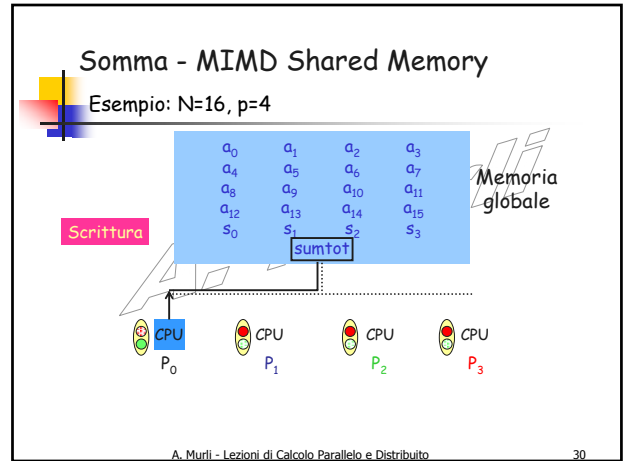 Somma - MIMD Shared Memory
Esempio: N=16, p=4
a0 a1 a2 a3
a4 a5 a6 a7
a8 a9 a10 a11
a12 a13 a14 a15
s0 s1 s2 s3
sumtot
Memoria
globale
Scrittura
CPU CPU CPU CPU
P0 P1 P2 P3
A. Murli - Lezioni di Calcolo Parallelo e Distribuito 30